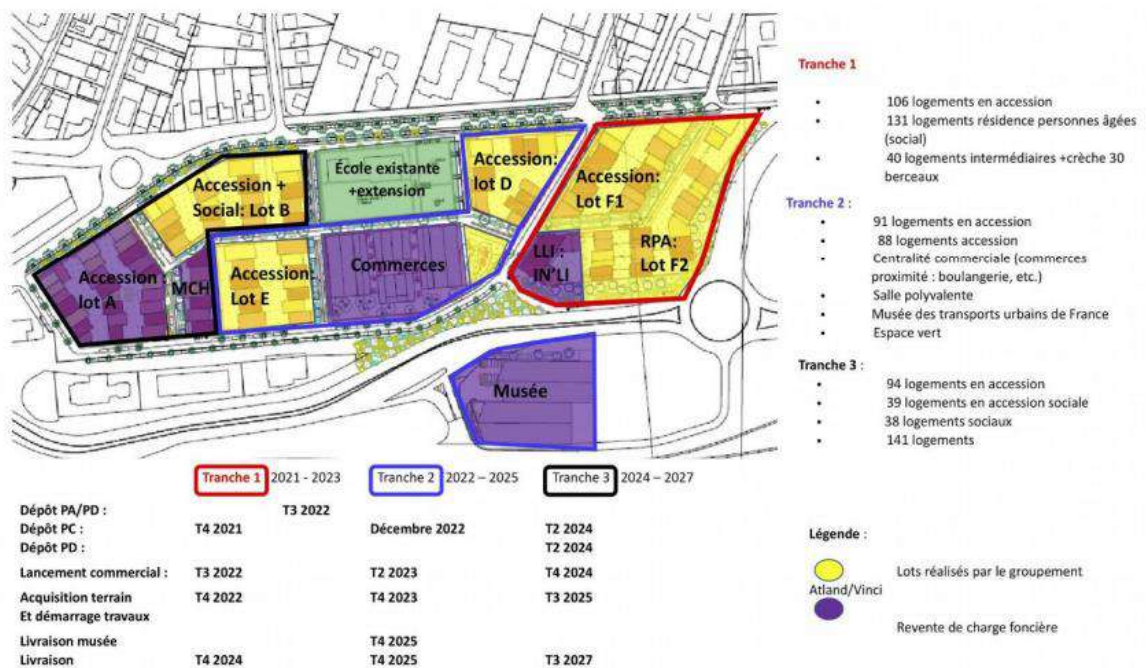 École existante
+extension
Accession:
lot D
Accession +
Social: Lot B
Accession:
Lot F1
Accession :
lot A
MCH
Accession:
Lot E
Commerces
LLI :
IN'LI
RPA:
Lot F2
Musée
Tranche 1
• 106 logements en accession
• 131 logements résidence personnes âgées
(social)
• 40 logements intermédiaires +crèche 30
berceaux
Tranche 2 :
• 91 logements en accession
• 88 logements accession
• Centralité commerciale (commerces
proximité : boulangerie, etc.)
• Salle polyvalente
• Musée des transports urbains de France
• Espace vert
Tranche 3 :
• 94 logements en accession
• 39 logements en accession sociale
• 38 logements sociaux
• 141 logements
Tranche 1 2021 - 2023 Tranche 2 2022 – 2025 Tranche 3 2024 – 2027
Dépôt PA/PD : T3 2022
Dépôt PC : T4 2021 Décembre 2022 T2 2024
Dépôt PD : T2 2024
Lancement commercial : T3 2022 T2 2023 T4 2024
Acquisition terrain T4 2022 T4 2023 T3 2025
Et démarrage travaux
Livraison musée T4 2025
Livraison T4 2024 T4 2025 T3 2027
Légende :
Lots réalisés par le groupement
Atland/Vinci
Revente de charge foncière